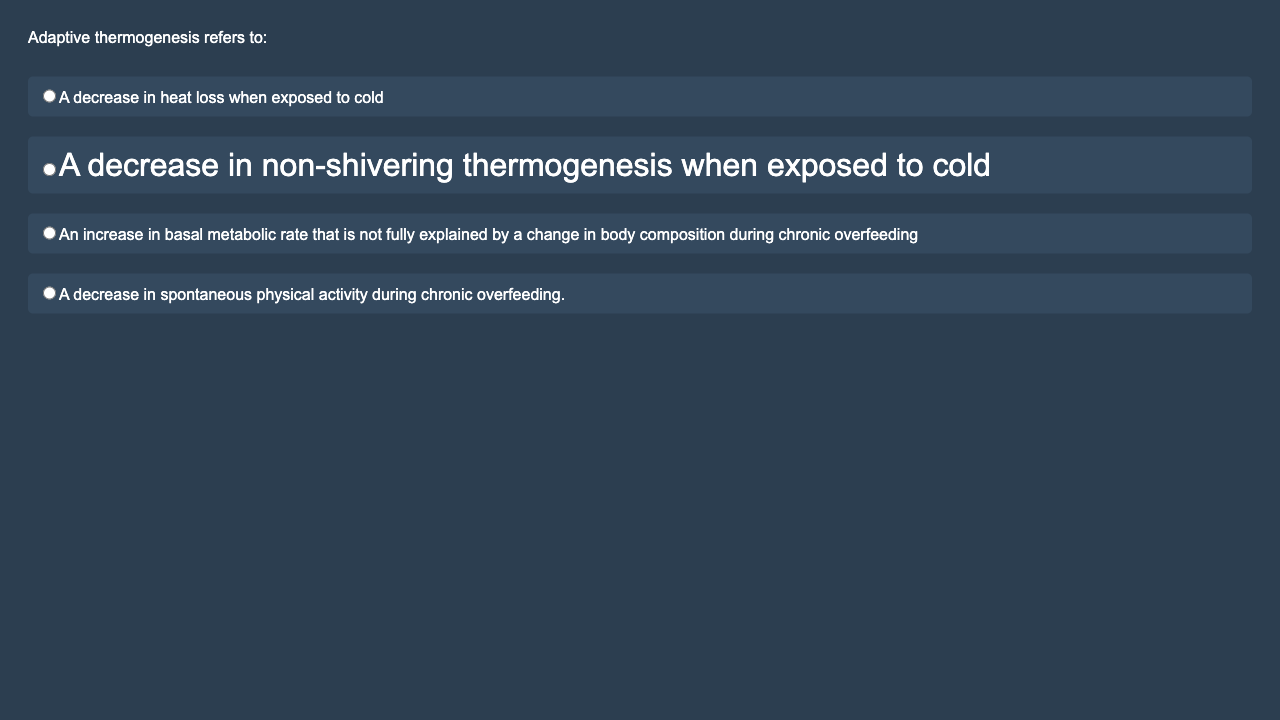 Adaptive thermogenesis refers to:
A decrease in heat loss when exposed to cold
A decrease in non-shivering thermogenesis when exposed to cold
An increase in basal metabolic rate that is not fully explained by a change in body composition during chronic overfeeding
A decrease in spontaneous physical activity during chronic overfeeding.